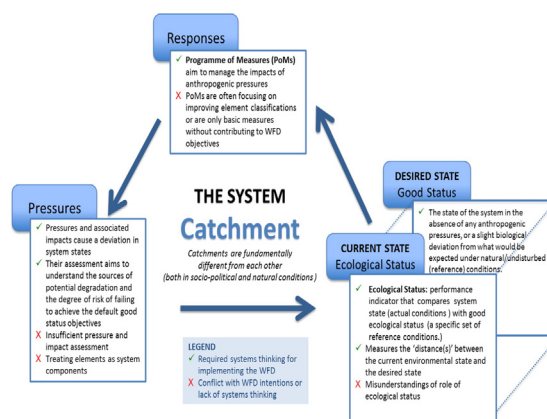 Responses
✓ Programme of Measures (PoMs)
aim to manage the impacts of
anthropogenic pressures
X PoMs are often focusing on
improving element classifications
or are only basic measures
without contributing to WFD
objectives
DESIRED STATE
Good Status
✓ The state of the system in the
absence of any anthropogenic
pressures, or a slight biological
deviation from what would be
expected under natural/undisturbed
(reference) conditions.
Pressures
✓ Pressures and associated
impacts cause a deviation in
system states
✓ Their assessment aims to
understand the sources of
potential degradation and
the degree of risk of failing
to achieve the default good
status objectives
X Insufficient pressure and
impact assessment
X Treating elements as system
components
THE SYSTEM
Catchment
Catchments are fundamentally
different from each other
(both in socio-political and natural conditions )
CURRENT STATE
Ecological Status
✓ Ecological Status: performance
indicator that compares system
state (actual conditions ) with good
ecological status (a specific set of
reference conditions.)
✓ Measures the ‘distance(s)’ between
the current environmental state and
the desired state
X Misunderstandings of role of
ecological status
LEGEND
✓ Required systems thinking for
implementing the WFD
X Conflict with WFD intentions or
lack of systems thinking